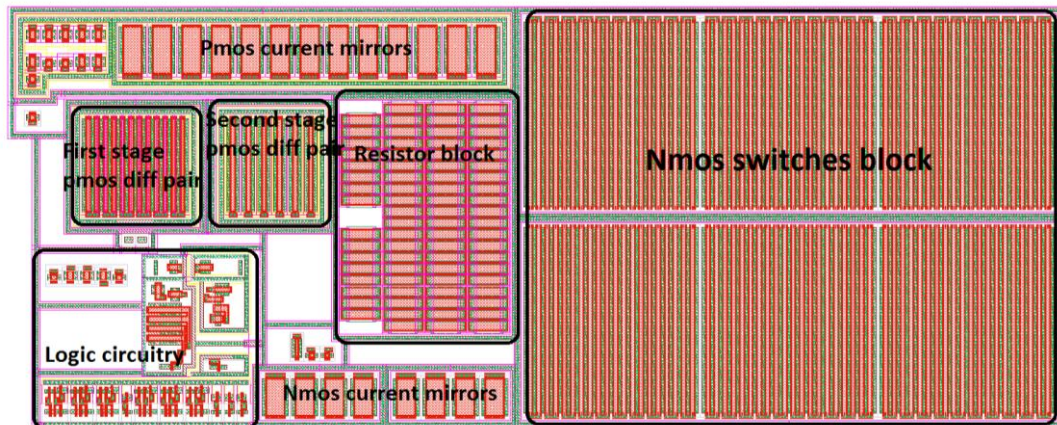 Pmos current mirrors
First stage
pmos diff pair
Second stage
pmos diff pair
Resistor block
Nmos switches block
Logic circuitry
Nmos current mirrors